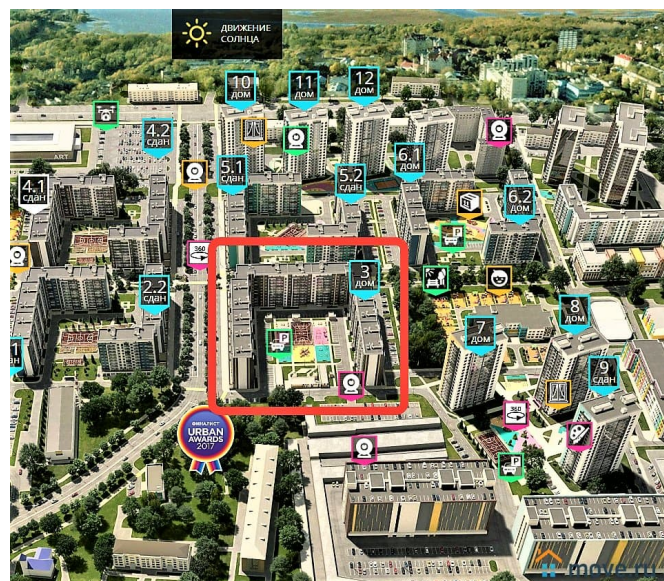 ДВИЖЕНИЕ
СОЛНЦА
10
дом
11
дом
12
дом
4.2
сдан
ART
5.1
сдан
5.2
сдан
6.1
дом
4.1
сдан
6.2
дом
360
2.2
сдан
3
дом
P
P
7
дом
8
дом
9
сдан
360
P
ФИНАЛИСТ
URBAN
AWARDS
2017
move.ru